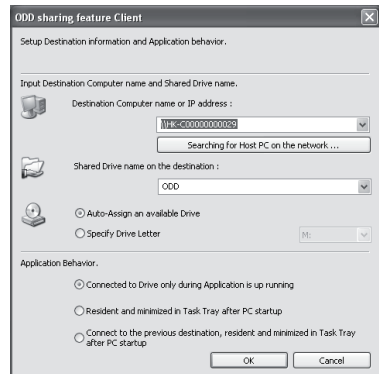 ODD sharing feature Client
Setup Destination information and Application behavior.
Input Destination Computer name and Shared Drive name.
Destination Computer name or IP address :
\\HK-C00000000029
Searching for Host PC on the network ...
Shared Drive name on the destination :
ODD
Auto-Assign an available Drive
Specify Drive Letter
M:
Application Behavior.
Connected to Drive only during Application is up running
Resident and minimized in Task Tray after PC startup
Connect to the previous destination, resident and minimized in Task Tray
after PC startup
OK
Cancel